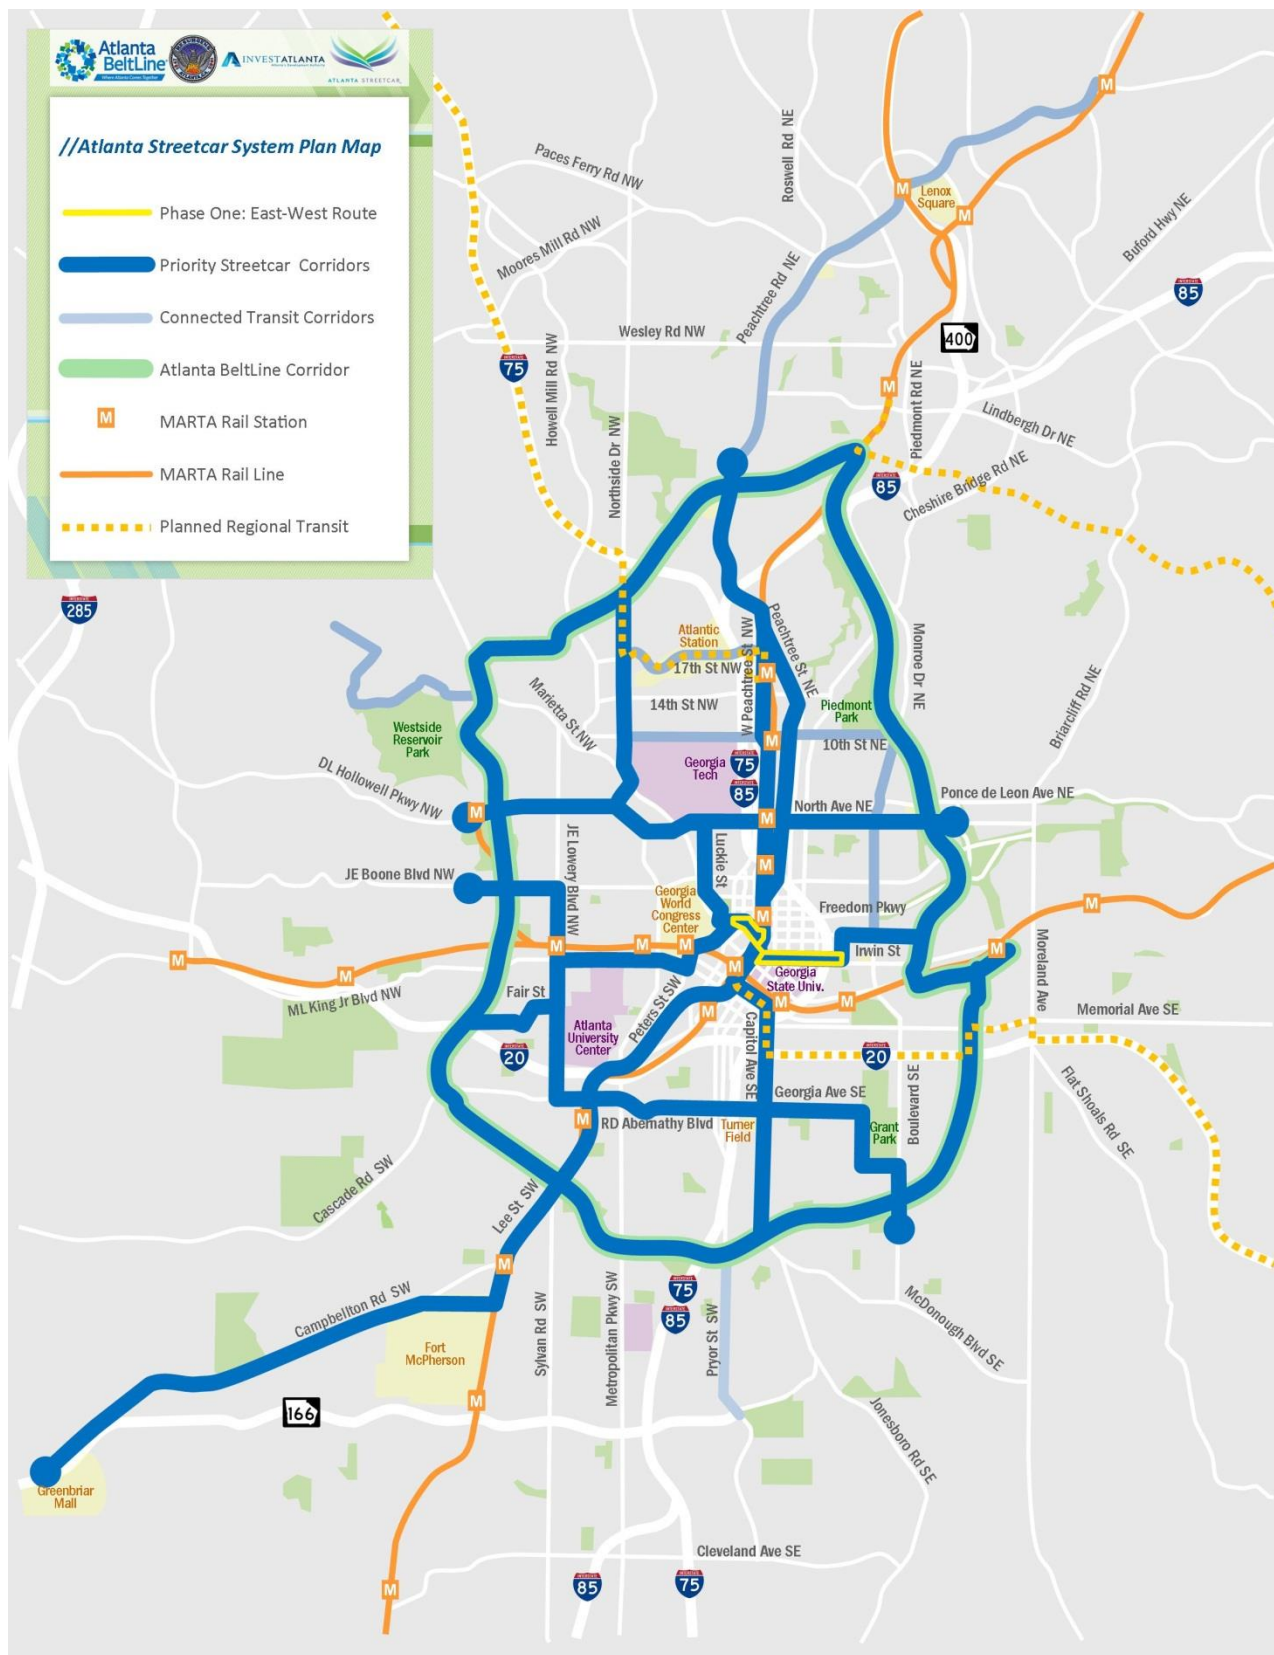 Atlanta
BeltLine
Where Atlanta Comes Together
INVEST ATLANTA
ATLANTA STREETCAR
//Atlanta Streetcar System Plan Map
Phase One: East-West Route
Priority Streetcar Corridors
Connected Transit Corridors
Atlanta BeltLine Corridor
M MARTA Rail Station
MARTA Rail Line
Planned Regional Transit
Paces Ferry Rd NW
Roswell Rd NE
M
M
Lenox
Square
M
Moores Mill Rd NW
Buford Hwy NE
Peachtree Rd NE
85
Wesley Rd NW
400
75
Howell Mill Rd NW
M
Piedmont Rd NE
Lindbergh Dr NE
Northside Dr NW
85
Cheshire Bridge Rd NE
285
Atlantic
Station
17th St NW
W Peachtree St NW
Peachtree St NE
M
Monroe Dr NE
Briarcliff Rd NE
Marietta St NW
14th St NW
Piedmont
Park
Westside
Reservoir
Park
M
10th St NE
Georgia
Tech
75
85
DL Hollowell Pkwy NW
M
North Ave NE
M
Ponce de Leon Ave NE
JE Lowery Blvd NW
Luckie St
M
JE Boone Blvd NW
Georgia
World
Congress
Center
M
Freedom Pkwy
M
Moreland Ave
M
M
M
M
M
M
M
M
Irwin St
Georgia
State Univ.
ML King Jr Blvd NW
Fair St
Peters St SW
M
M
M
Memorial Ave SE
Atlanta
University
Center
Capitol Ave SE
20
20
Georgia Ave SE
Boulevard SE
Flat Shoals Rd SE
M
RD Abernathy Blvd
Turner
Field
Grant
Park
Cascade Rd SW
Lee St SW
M
Campbellton Rd SW
Sylvan Rd SW
Metropolitan Pkwy SW
75
85
Pryor St SW
McDonough Blvd SE
Fort
McPherson
M
166
Jonesboro Rd SE
Greenbriar
Mall
Cleveland Ave SE
M
85
75